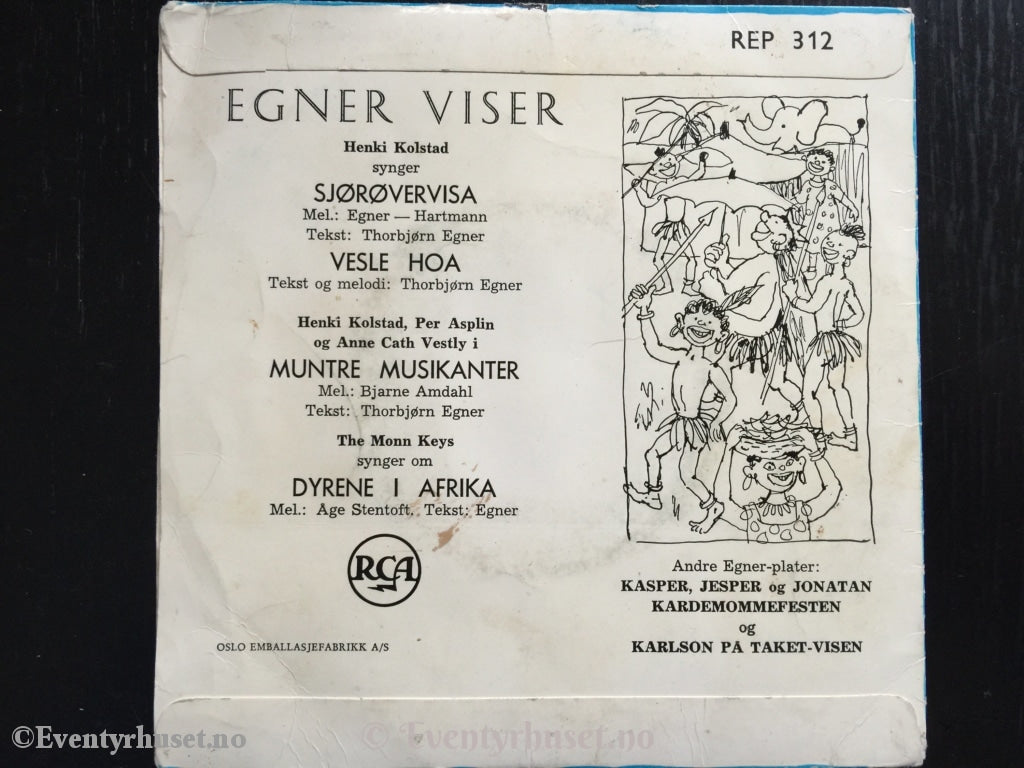 REP 312
EGNER VISER
Henki Kolstad
synger
SJØRØVERVISA
Mel.: Egner — Hartmann
Tekst: Thorbjørn Egner
VESLE HOA
Tekst og melodi: Thorbjørn Egner
Henki Kolstad, Per Asplin
og Anne Cath Vestly i
MUNTRE MUSIKANTER
Mel.: Bjarne Amdahl
Tekst: Thorbjørn Egner
The Monn Keys
synger om
DYRENE I AFRIKA
Mel.: Age Stentoft. Tekst: Egner
RCA
OSLO EMBALLASJEFABRIKK A/S
Andre Egner-plater:
KASPER, JESPER og JONATAN
KARDEMOMMEFESTEN
og
KARLSON PÅ TAKET-VISEN
©Eventyrhuset.no
© Eventyrhuset.no